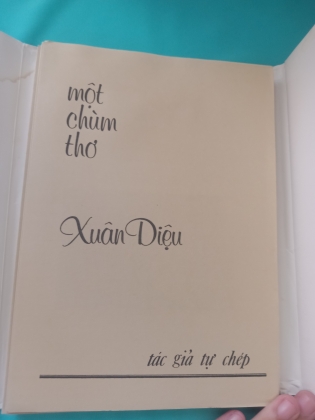 một
chùm
thơ
Xuân Diệu
tác giả tự chép